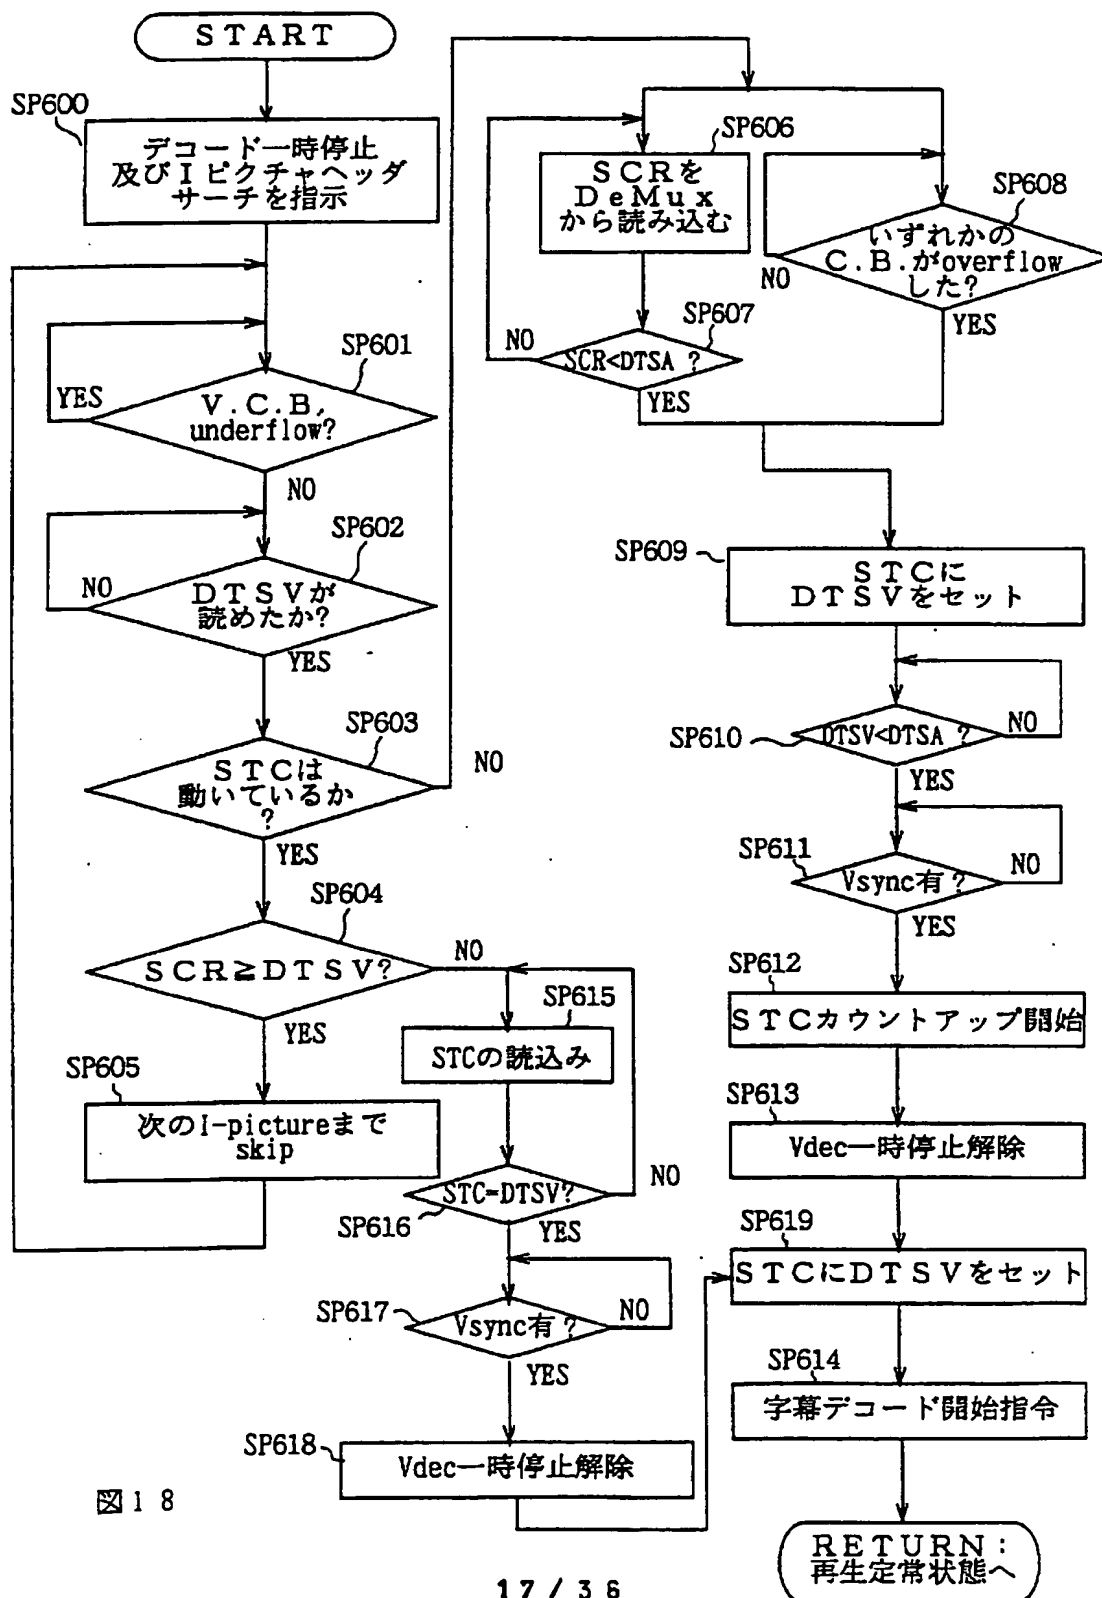 START
SP600
デコード一時停止
及びIピクチャヘッダ
サーチを指示
SP601
YES
V.C.B,
underflow?
NO
SP602
NO
DTSVが
読めたか?
YES
SP603
STCは
動いているか
?
NO
YES
SP604
NO
SCR≧DTSV?
YES
SP605
次のI-pictureまで
skip
SP615
STCの読込み
STC=DTSV?
NO
SP616
YES
SP617
Vsync有?
NO
YES
SP618
Vdec一時停止解除
SP606
SCRを
DeMux
から読み込む
SP607
NO
SCR<DTSA ?
YES
SP608
いずれかの
C.B.がoverflow
した?
NO
YES
SP609
STCに
DTSVをセット
SP610
DTSV<DTSA ?
NO
YES
SP611
Vsync有?
NO
YES
SP612
STCカウントアップ開始
SP613
Vdec一時停止解除
SP619
STCにDTSVをセット
SP614
字幕デコード開始指令
RETURN:
再生定常状態へ
図18
17/36